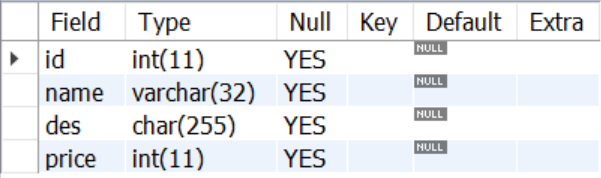 Field Type Null Key Default Extra
id int(11) YES NULL
name varchar(32) YES NULL
des char(255) YES NULL
price int(11) YES NULL